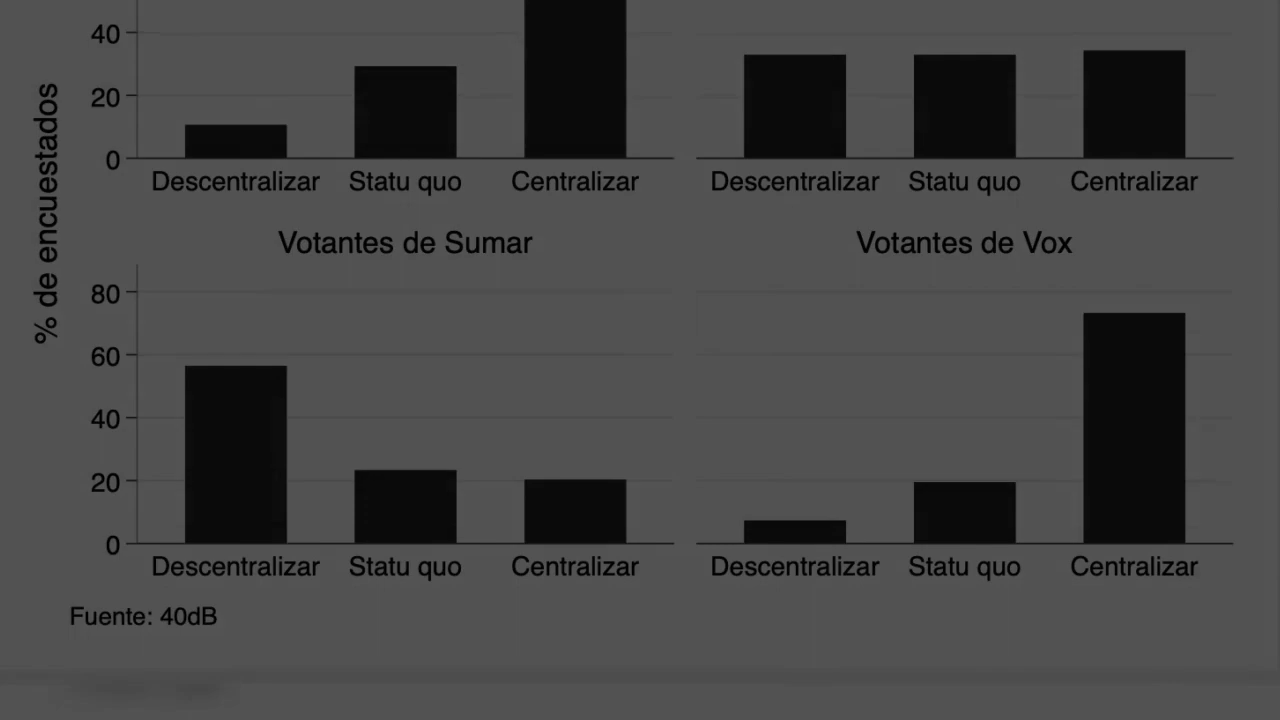 % de encuestados
40
20
0
Descentralizar Statu quo Centralizar
Descentralizar Statu quo Centralizar
Votantes de Sumar
Votantes de Vox
80
60
40
20
0
Descentralizar Statu quo Centralizar
Descentralizar Statu quo Centralizar
Fuente: 40dB